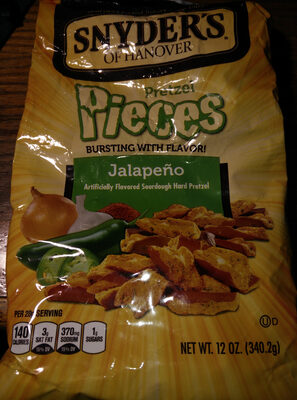 SNYDER'S
OF HANOVER
Pretzel
Pieces
BURSTING WITH FLAVOR!
Jalapeño
Artificially Flavored Sourdough Hard Pretzel
PER 28g SERVING
140 CALORIES
3g SAT FAT
370mg SODIUM
1g SUGARS
U D
NET WT. 12 OZ. (340.2g)